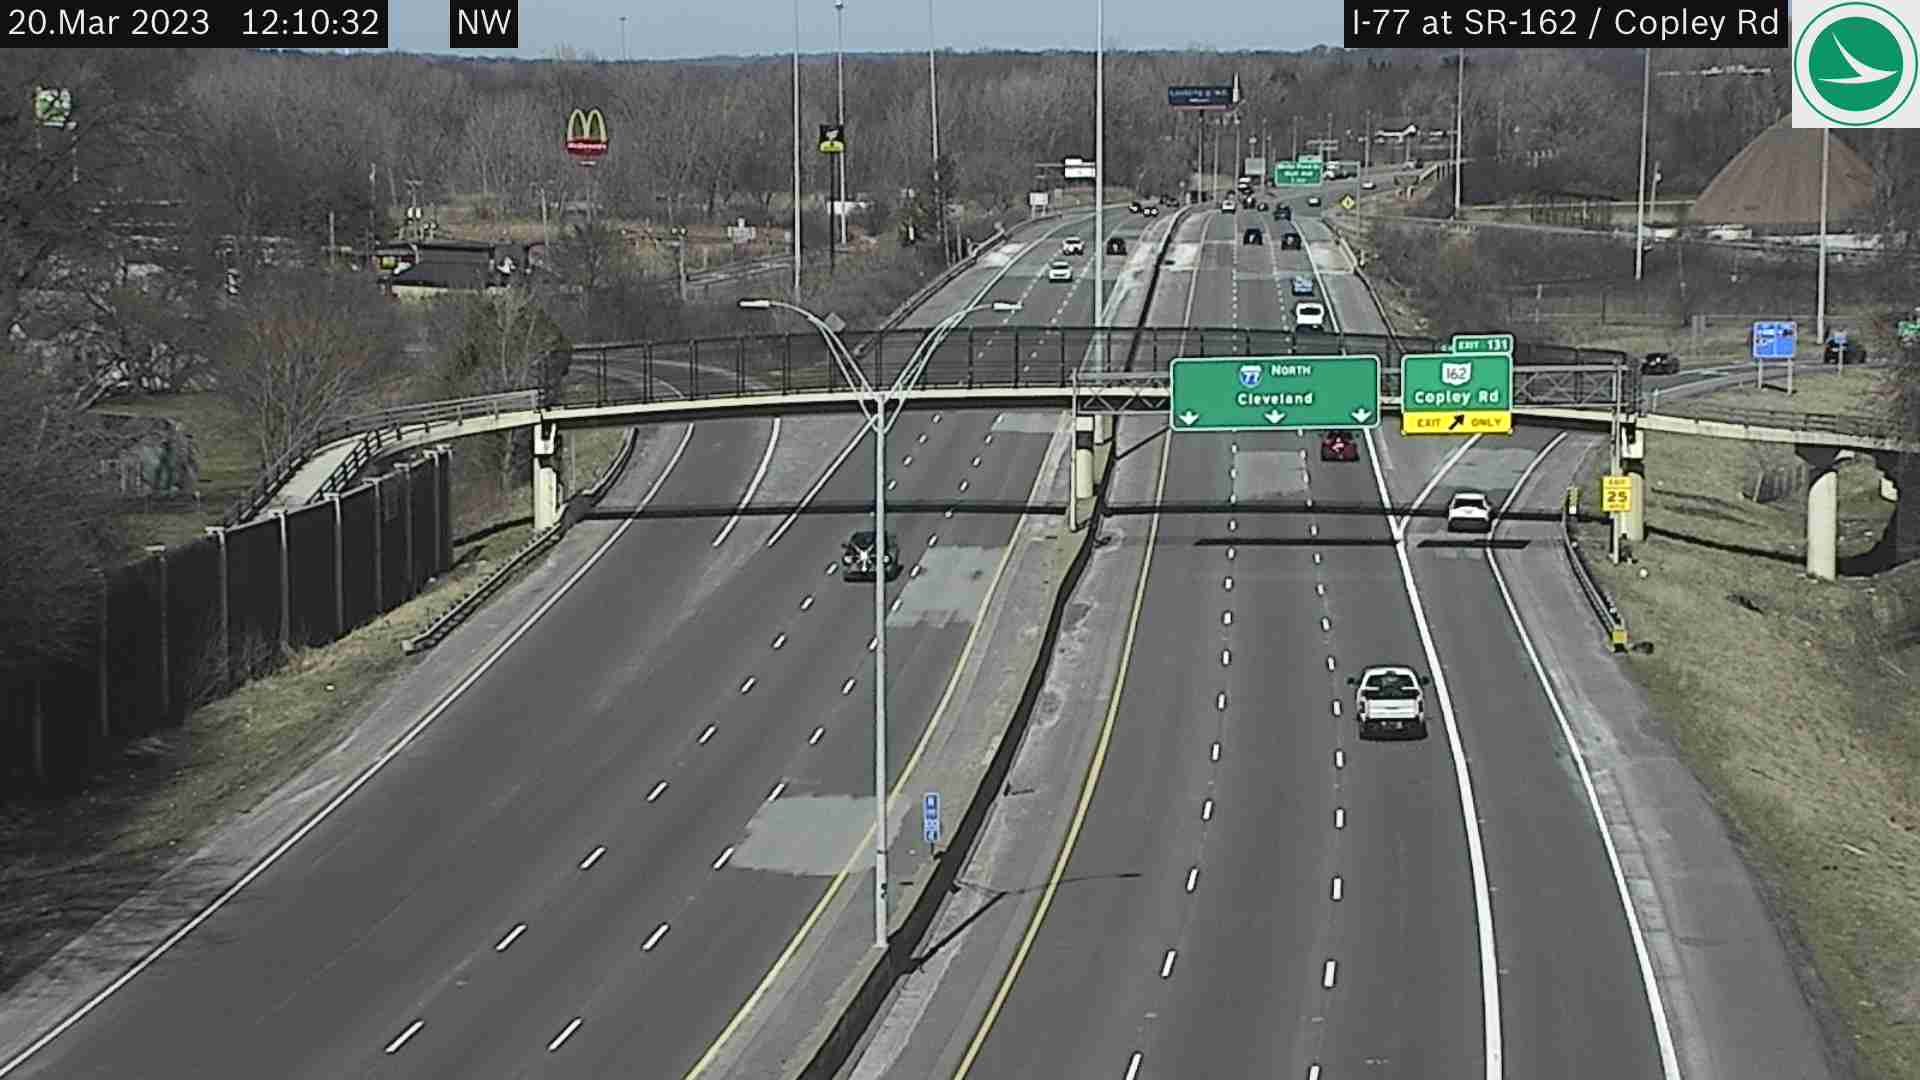 20.Mar 2023 12:10:32
NW
I-77 at SR-162 / Copley Rd
McDonald's
EXIT 131
77 NORTH
Cleveland
162
Copley Rd
EXIT ONLY
EXIT
25